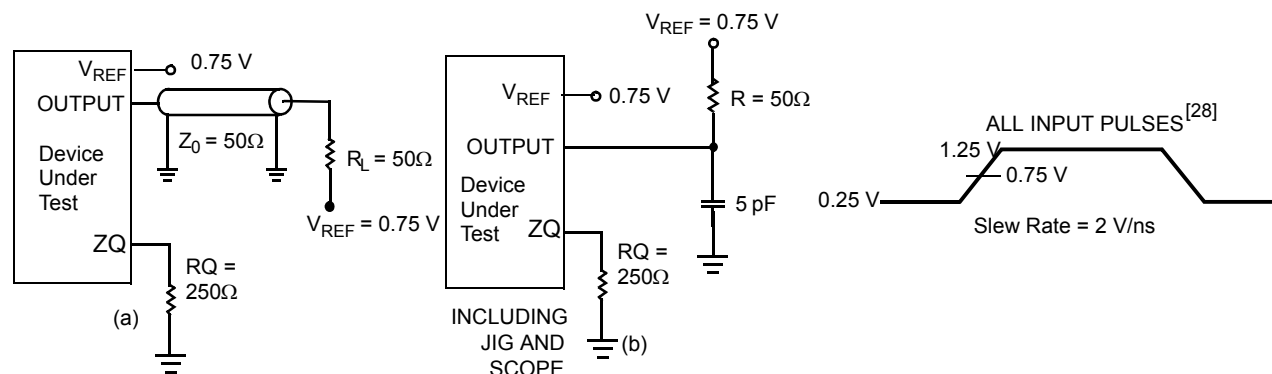 VREF
0.75 V
OUTPUT
Z0 = 50Ω
Device
Under
Test
RL = 50Ω
VREF = 0.75 V
ZQ
RQ =
250Ω
(a)
VREF = 0.75 V
R = 50Ω
VREF
0.75 V
OUTPUT
Device
Under
Test
5 pF
ZQ
RQ =
250Ω
INCLUDING
JIG AND
SCOPE
(b)
ALL INPUT PULSES[28]
1.25 V
0.75 V
0.25 V
Slew Rate = 2 V/ns